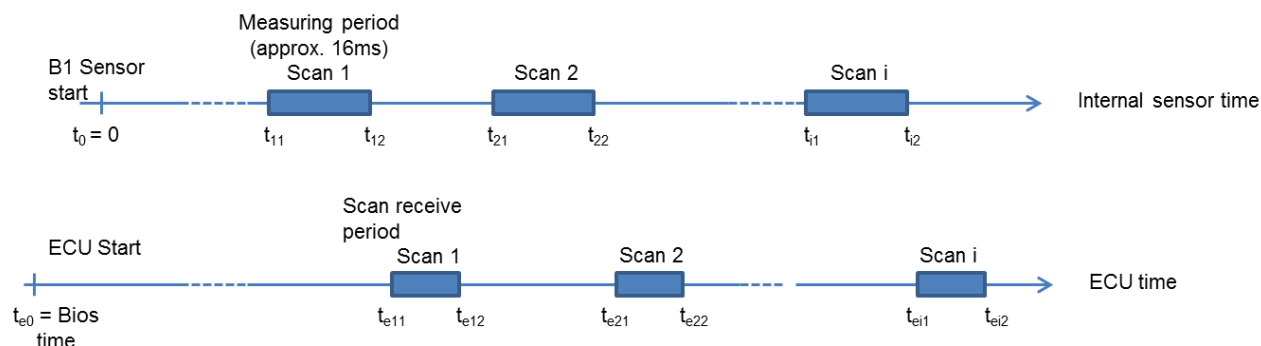 Measuring period
(approx. 16ms)
B1 Sensor
start
Scan 1
Scan 2
Scan i
Internal sensor time
t0 = 0
t11
t12
t21
t22
ti1
ti2
Scan receive
period
ECU Start
Scan 1
Scan 2
Scan i
ECU time
te0 = Bios
time
te11
te12
te21
te22
tei1
tei2